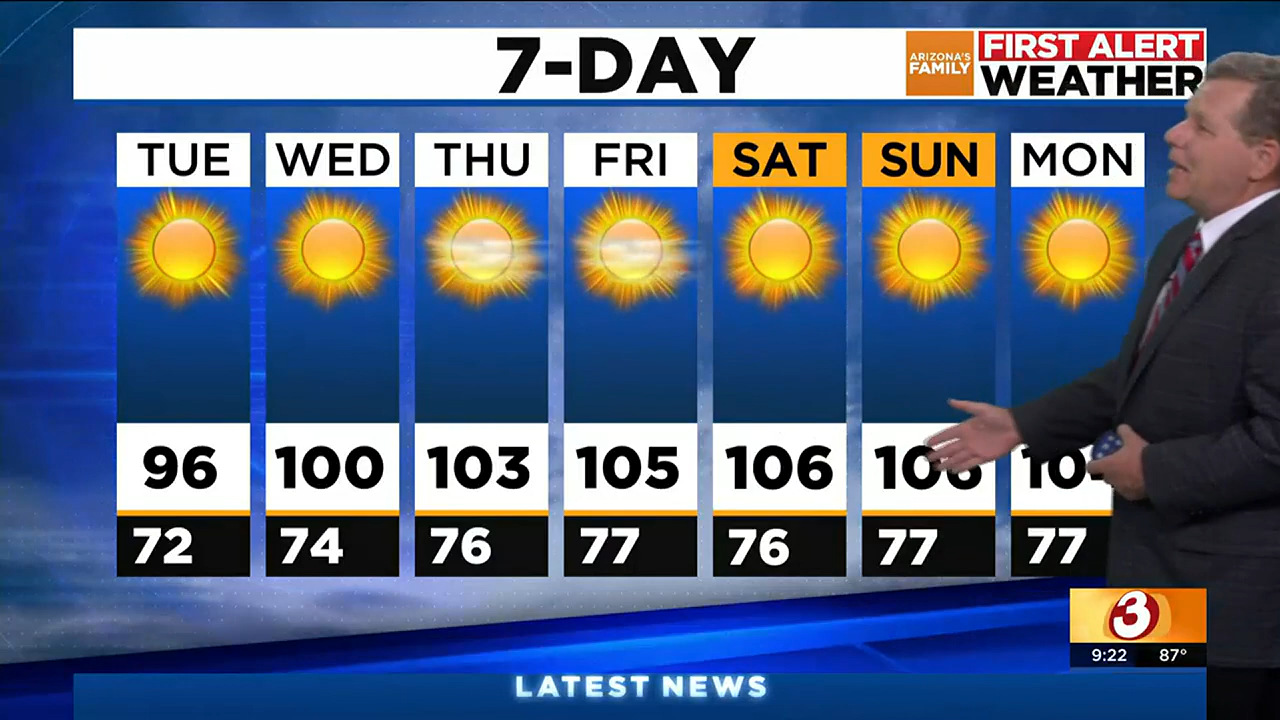 7-DAY
ARIZONA'S
FAMILY
FIRST ALERT
WEATHER
TUE WED THU FRI SAT SUN MON
96 100 103 105 106
72 74 76 77 76 77 77
3
9:22 87°
LATEST NEWS